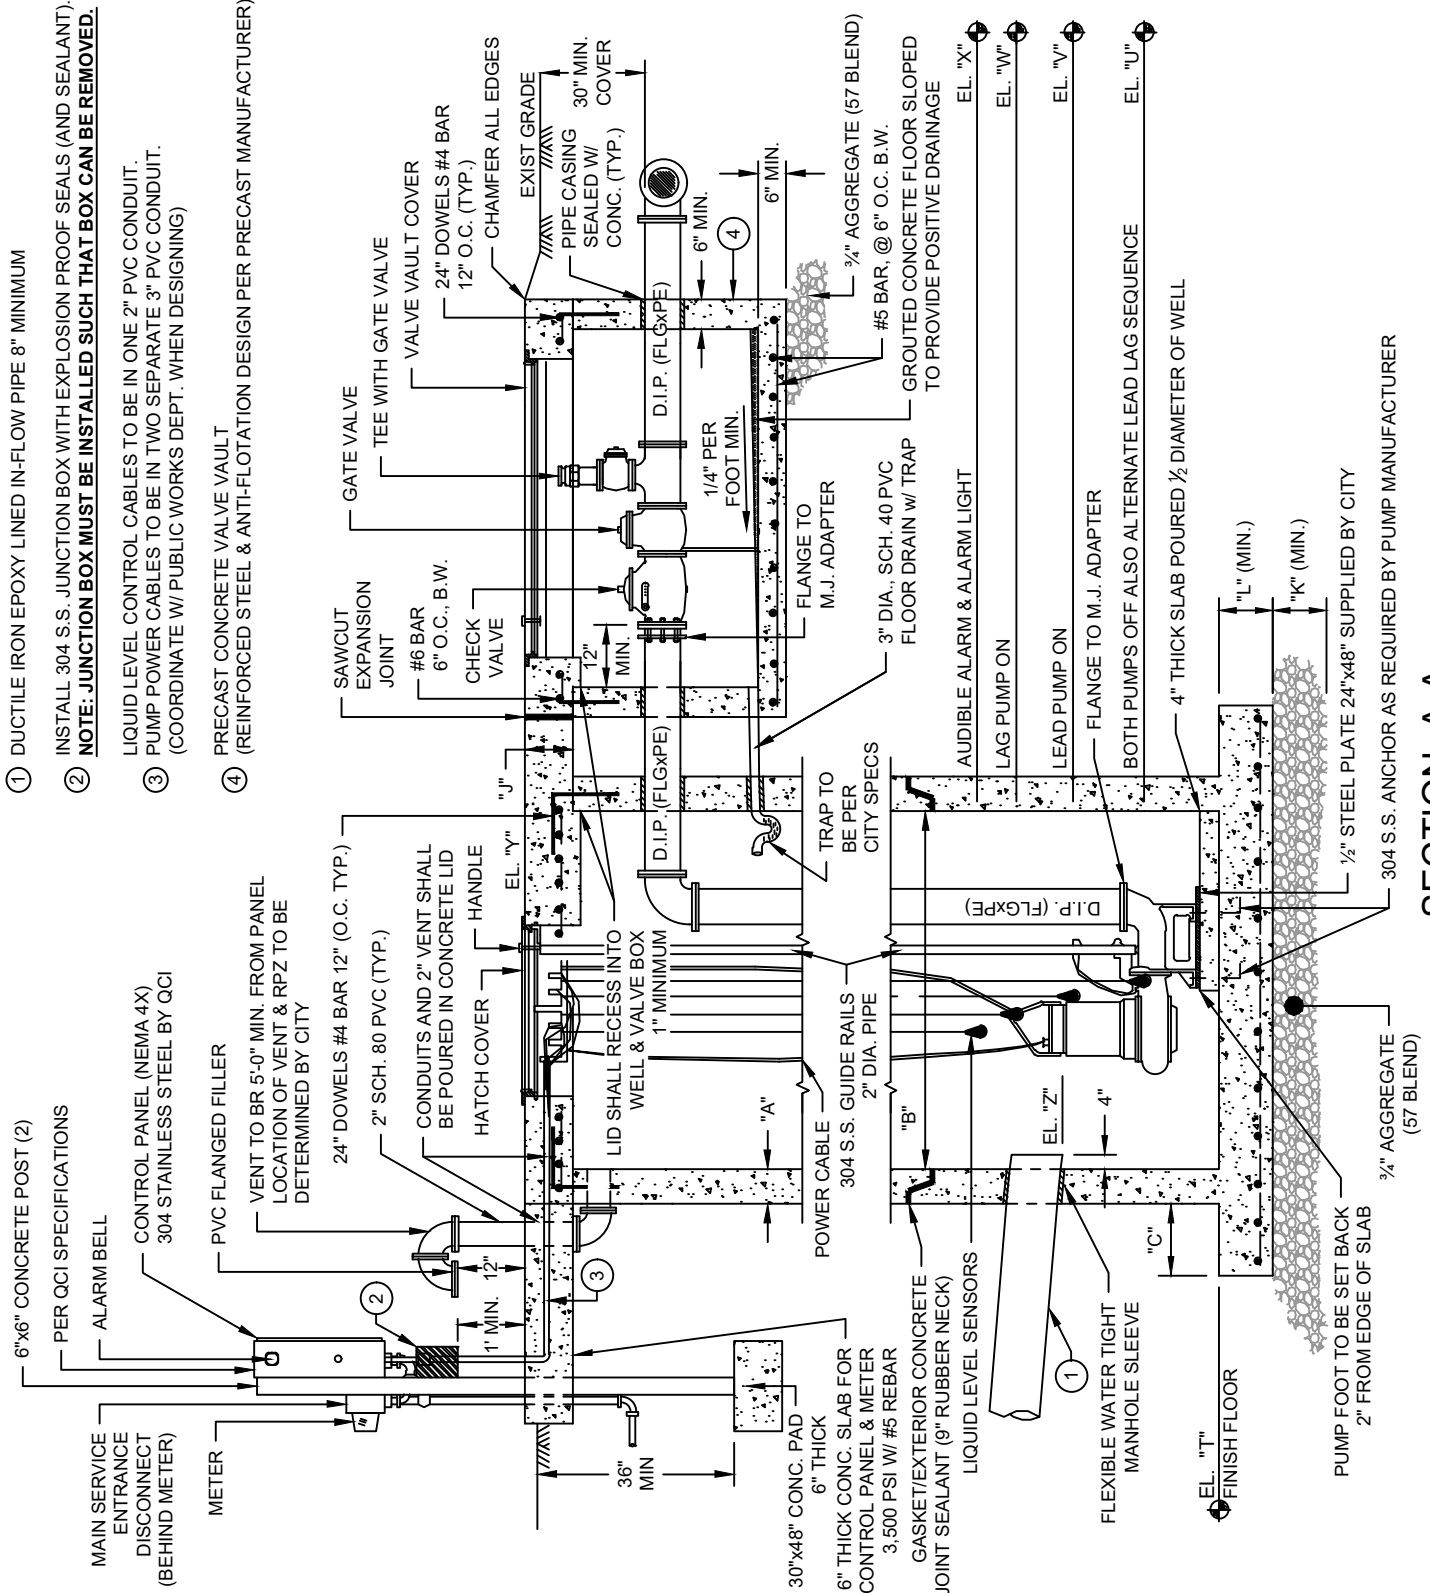 ① DUCTILE IRON EPOXY LINED IN-FLOW PIPE 8" MINIMUM
② INSTALL 304 S.S. JUNCTION BOX WITH EXPLOSION PROOF SEALS (AND SEALANT).
NOTE: JUNCTION BOX MUST BE INSTALLED SUCH THAT BOX CAN BE REMOVED.
③ LIQUID LEVEL CONTROL CABLES TO BE IN ONE 2" PVC CONDUIT.
PUMP POWER CABLES TO BE IN TWO SEPARATE 3" PVC CONDUIT.
(COORDINATE W/ PUBLIC WORKS DEPT. WHEN DESIGNING)
④ PRECAST CONCRETE VALVE VAULT
(REINFORCED STEEL & ANTI-FLOTATION DESIGN PER PRECAST MANUFACTURER)
6"x6" CONCRETE POST (2)
PER QCI SPECIFICATIONS
ALARM BELL
CONTROL PANEL (NEMA 4X)
304 STAINLESS STEEL BY QCI
PVC FLANGED FILLER
VENT TO BR 5'-0" MIN. FROM PANEL
LOCATION OF VENT & RPZ TO BE
DETERMINED BY CITY
24" DOWELS #4 BAR 12" (O.C. TYP.)
2" SCH. 80 PVC (TYP.)
CONDUITS AND 2" VENT SHALL
BE POURED IN CONCRETE LID
HATCH COVER
HANDLE
EL. "Y"
"J"
SAWCUT
EXPANSION
JOINT
#6 BAR
6" O.C., B.W.
CHECK
VALVE
GATE VALVE
TEE WITH GATE VALVE
VALVE VAULT COVER
24" DOWELS #4 BAR
12" O.C. (TYP.)
CHAMFER ALL EDGES
EXIST GRADE
30" MIN.
COVER
PIPE CASING
SEALED W/
CONC. (TYP.)
MAIN SERVICE
ENTRANCE
DISCONNECT
(BEHIND METER)
METER
②
1' MIN.
12"
③
36"
MIN
LID SHALL RECESS INTO
WELL & VALVE BOX
1" MINIMUM
D.I.P. (FLGxPE)
12"
MIN.
D.I.P. (FLGxPE)
6" MIN.
④
6" MIN.
1/4" PER
FOOT MIN.
FLANGE TO
M.J. ADAPTER
3" DIA., SCH. 40 PVC
FLOOR DRAIN w/ TRAP
¾" AGGREGATE (57 BLEND)
#5 BAR, @ 6" O.C. B.W.
GROUTED CONCRETE FLOOR SLOPED
TO PROVIDE POSITIVE DRAINAGE
30"x48" CONC. PAD
6" THICK
6" THICK CONC. SLAB FOR
CONTROL PANEL & METER
3,500 PSI W/ #5 REBAR
GASKET/EXTERIOR CONCRETE
JOINT SEALANT (9" RUBBER NECK)
POWER CABLE
"A"
304 S.S. GUIDE RAILS
2" DIA. PIPE
TRAP TO
BE PER
CITY SPECS
"B"
LIQUID LEVEL SENSORS
AUDIBLE ALARM & ALARM LIGHT
EL. "X"
LAG PUMP ON
EL. "W"
LEAD PUMP ON
EL. "V"
FLANGE TO M.J. ADAPTER
BOTH PUMPS OFF ALSO ALTERNATE LEAD LAG SEQUENCE
EL. "U"
D.I.P. (FLGxPE)
EL. "Z"
4"
①
FLEXIBLE WATER TIGHT
MANHOLE SLEEVE
"C"
4" THICK SLAB POURED ½ DIAMETER OF WELL
EL. "T"
FINISH FLOOR
"L" (MIN.)
"K" (MIN.)
PUMP FOOT TO BE SET BACK
2" FROM EDGE OF SLAB
½" STEEL PLATE 24"x48" SUPPLIED BY CITY
304 S.S. ANCHOR AS REQUIRED BY PUMP MANUFACTURER
¾" AGGREGATE
(57 BLEND)